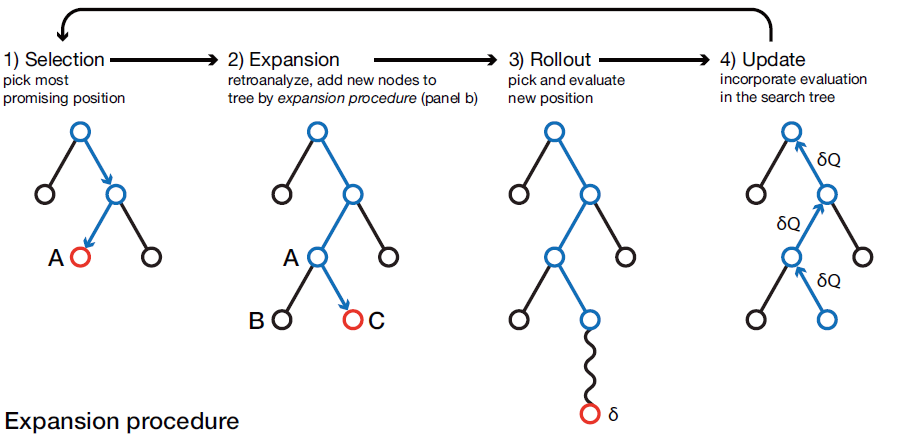 1) Selection
pick most
promising position
2) Expansion
retroanalyze, add new nodes to
tree by expansion procedure (panel b)
3) Rollout
pick and evaluate
new position
4) Update
incorporate evaluation
in the search tree
A
A
B
C
δ
δQ
δQ
δQ
Expansion procedure